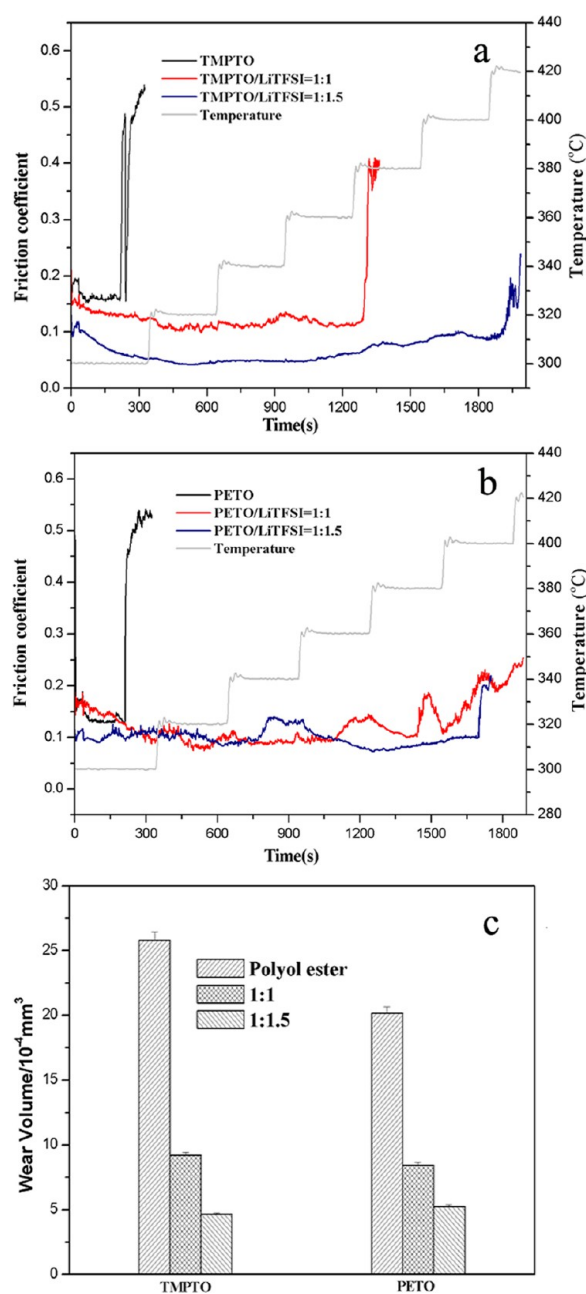 a
TMPTO
TMPTO/LiTFSI=1:1
TMPTO/LiTFSI=1:1.5
Temperature
Friction coefficient
0.6
0.5
0.4
0.3
0.2
0.1
0.0
Temperature (°C)
440
420
400
380
360
340
320
300
0 300 600 900 1200 1500 1800
Time(s)
b
PETO
PETO/LiTFSI=1:1
PETO/LiTFSI=1:1.5
Temperature
Friction coefficient
0.6
0.5
0.4
0.3
0.2
0.1
0.0
Temperature (°C)
440
420
400
380
360
340
320
300
280
0 300 600 900 1200 1500 1800
Time(s)
c
Polyol ester
1:1
1:1.5
Wear Volume/10⁻⁴mm³
30
25
20
15
10
5
0
TMPTO PETO